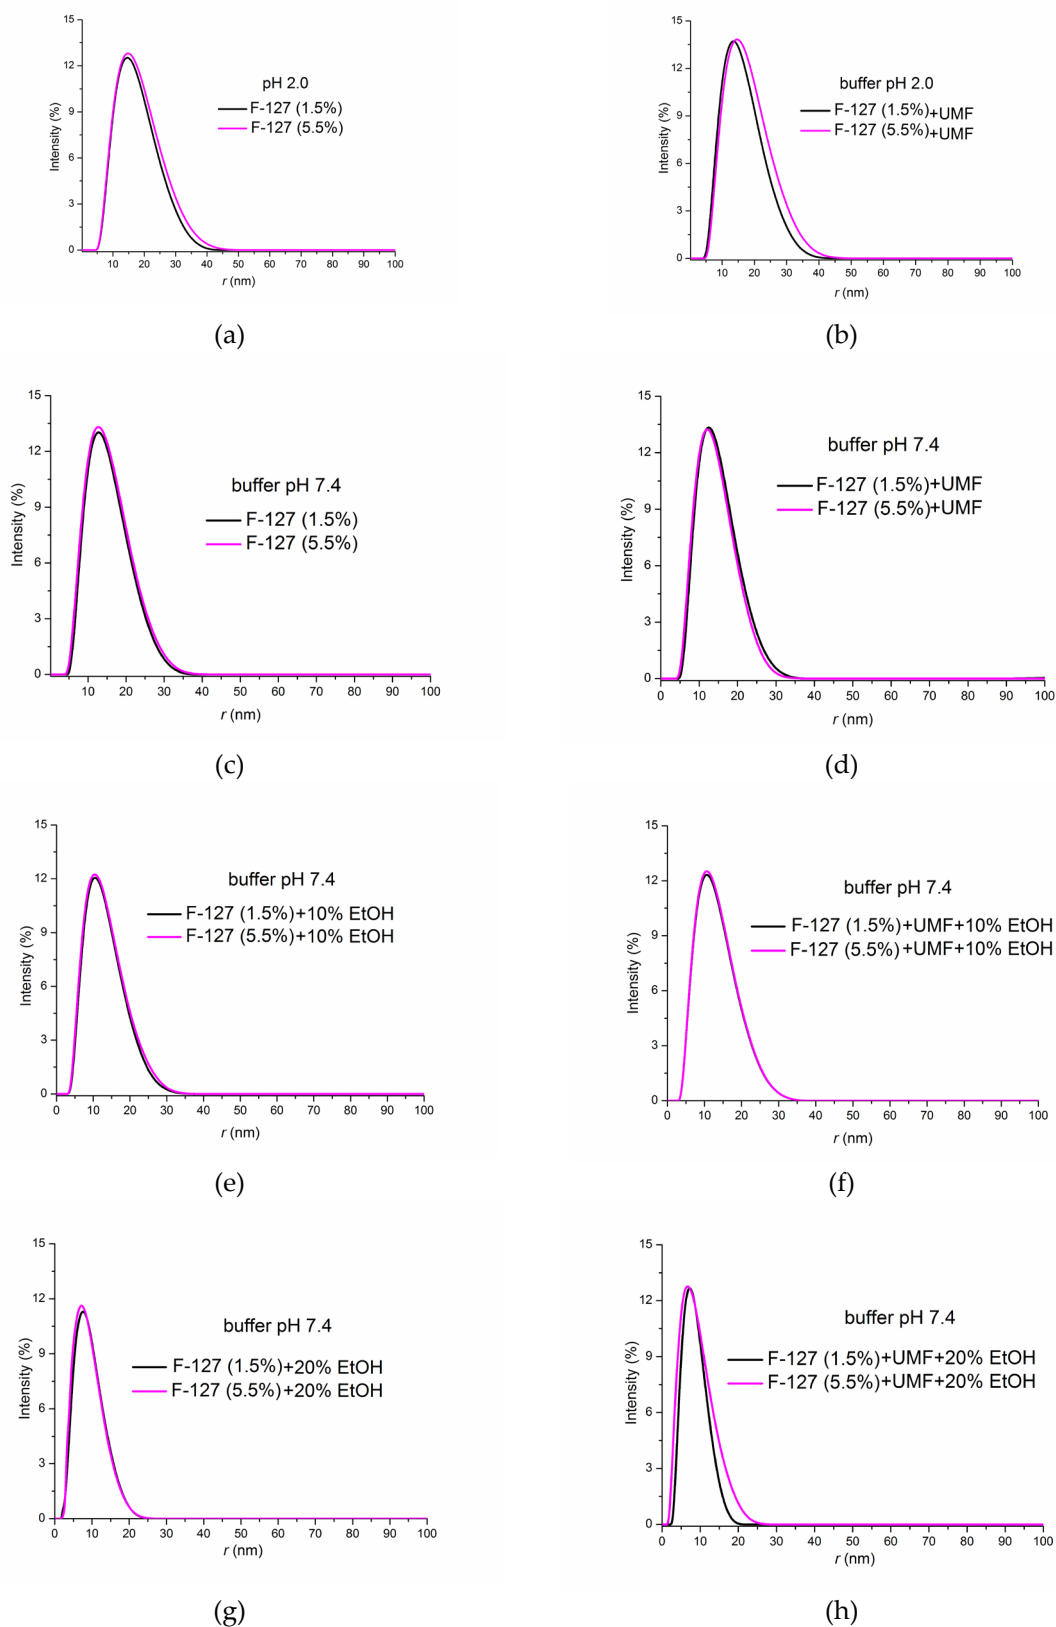 15
12
9
6
3
0
Intensity (%)
pH 2.0
F-127 (1.5%)
F-127 (5.5%)
10 20 30 40 50 60 70 80 90 100
r (nm)
(a)
15
12
9
6
3
0
Intensity (%)
buffer pH 2.0
F-127 (1.5%)+UMF
F-127 (5.5%)+UMF
10 20 30 40 50 60 70 80 90 100
r (nm)
(b)
15
12
9
6
3
0
Intensity (%)
buffer pH 7.4
F-127 (1.5%)
F-127 (5.5%)
10 20 30 40 50 60 70 80 90 100
r (nm)
(c)
15
12
9
6
3
0
Intensity (%)
buffer pH 7.4
F-127 (1.5%)+UMF
F-127 (5.5%)+UMF
0 10 20 30 40 50 60 70 80 90 100
r (nm)
(d)
15
12
9
6
3
0
Intensity (%)
buffer pH 7.4
F-127 (1.5%)+10% EtOH
F-127 (5.5%)+10% EtOH
0 10 20 30 40 50 60 70 80 90 100
r (nm)
(e)
15
12
9
6
3
0
Intensity (%)
buffer pH 7.4
F-127 (1.5%)+UMF+10% EtOH
F-127 (5.5%)+UMF+10% EtOH
0 10 20 30 40 50 60 70 80 90 100
r (nm)
(f)
15
12
9
6
3
0
Intensity (%)
buffer pH 7.4
F-127 (1.5%)+20% EtOH
F-127 (5.5%)+20% EtOH
0 10 20 30 40 50 60 70 80 90 100
r (nm)
(g)
15
12
9
6
3
0
Intensity (%)
buffer pH 7.4
F-127 (1.5%)+UMF+20% EtOH
F-127 (5.5%)+UMF+20% EtOH
0 10 20 30 40 50 60 70 80 90 100
r (nm)
(h)